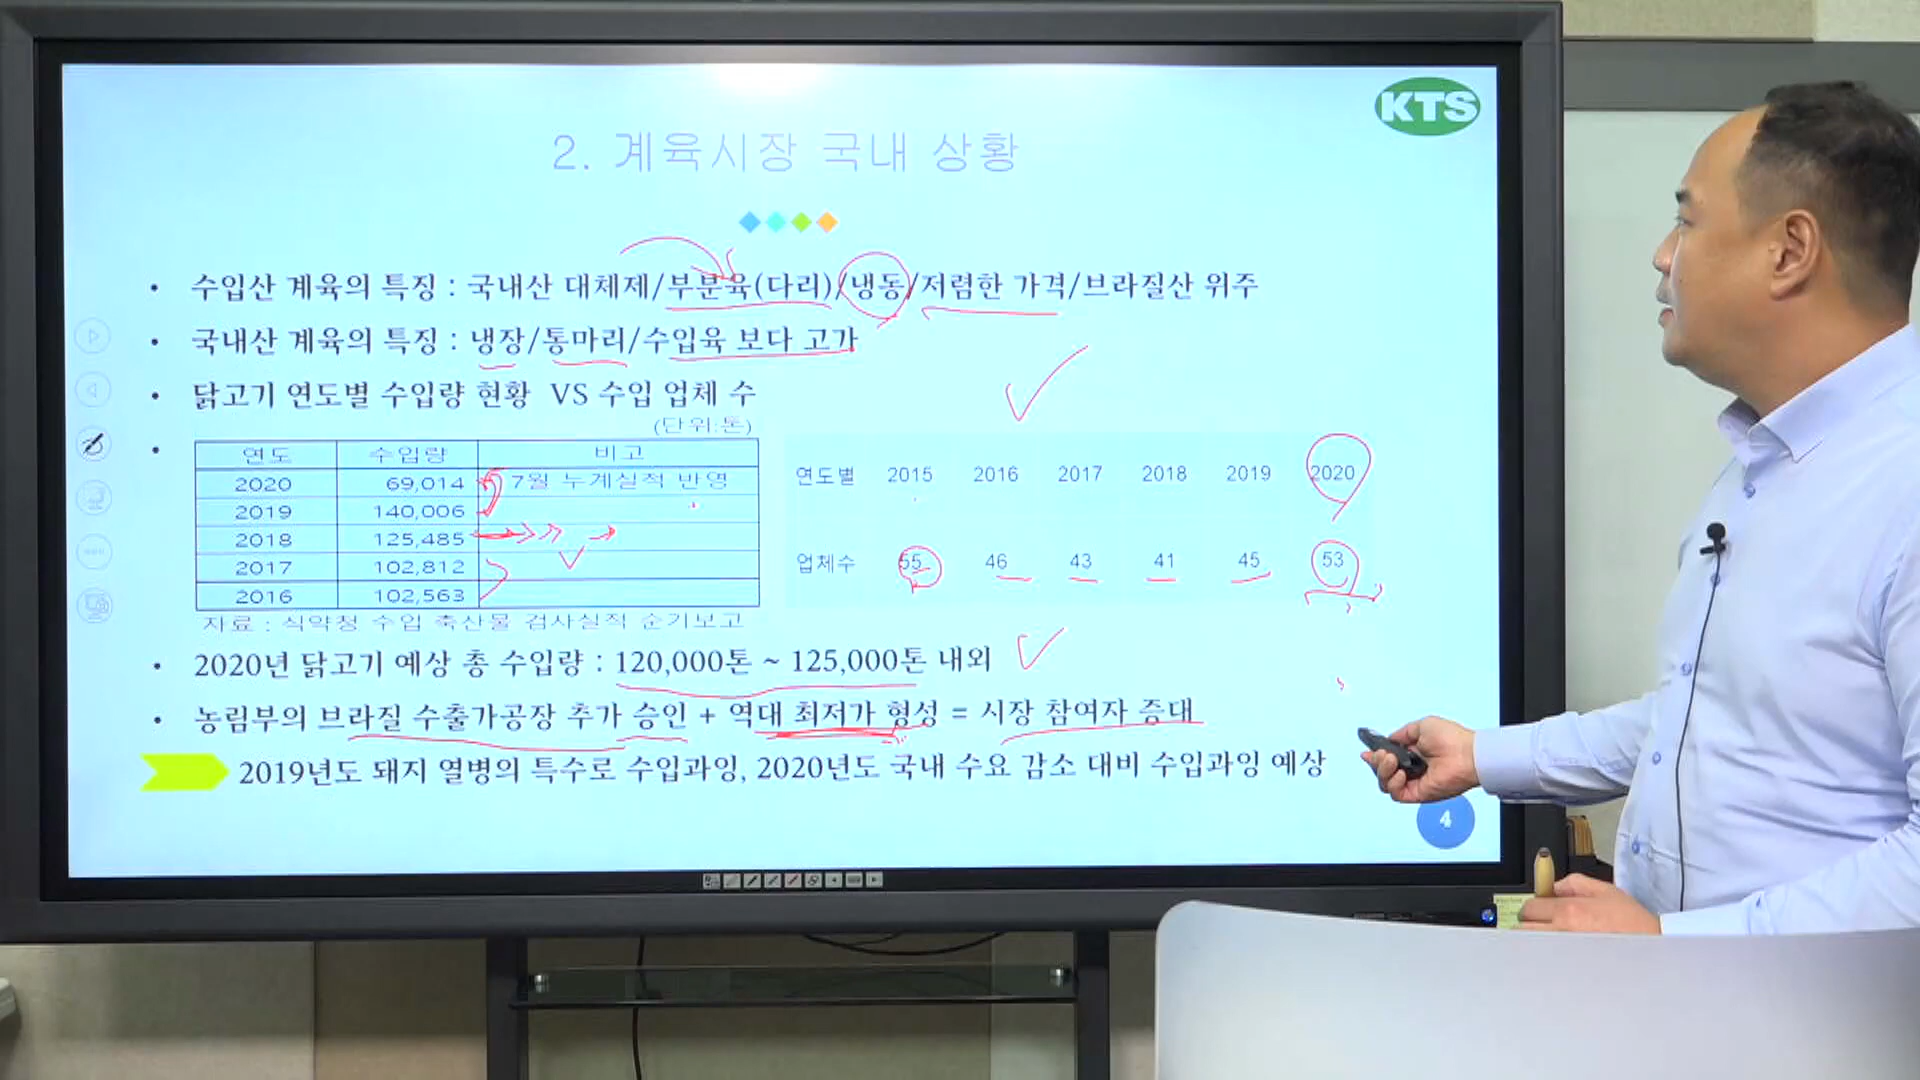 KTS
2. 계육시장 국내 상황
• 수입산 계육의 특징 : 국내산 대체제/부분육(다리)/냉동/저렴한 가격/브라질산 위주
• 국내산 계육의 특징 : 냉장/통마리/수입육 보다 고가
• 닭고기 연도별 수입량 현황 VS 수입 업체 수
(단위:톤)
연도 수입량 비고
2020 69,014 7월 누계실적 반영
2019 140,006
2018 125,485
2017 102,812
2016 102,563
자료 : 식약청 수입 축산물 검사실적 순기보고
연도별 2015 2016 2017 2018 2019 2020
업체수 55 46 43 41 45 53
• 2020년 닭고기 예상 총 수입량 : 120,000톤 ~ 125,000톤 내외
• 농림부의 브라질 수출가공장 추가 승인 + 역대 최저가 형성 = 시장 참여자 증대
2019년도 돼지 열병의 특수로 수입과잉, 2020년도 국내 수요 감소 대비 수입과잉 예상
4